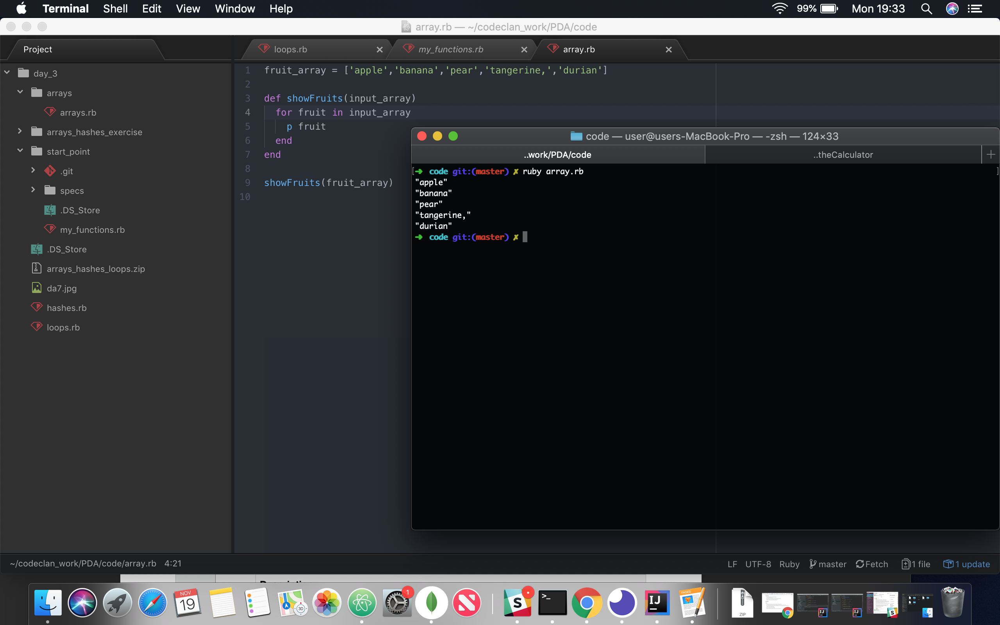 Terminal Shell Edit View Window Help 99% Mon 19:33
array.rb — ~/codeclan_work/PDA/code
Project
loops.rb
my_functions.rb
array.rb
day_3
arrays
arrays.rb
arrays_hashes_exercise
start_point
.git
specs
.DS_Store
my_functions.rb
.DS_Store
arrays_hashes_loops.zip
da7.jpg
hashes.rb
loops.rb
1 fruit_array = ['apple','banana','pear','tangerine,','durian']
2
3 def showFruits(input_array)
4 for fruit in input_array
5 p fruit
6 end
7 end
8
9 showFruits(fruit_array)
10
code — user@users-MacBook-Pro — -zsh — 124×33
..work/PDA/code
..theCalculator
[➜ code git:(master) ✗ ruby array.rb ]
"apple"
"banana"
"pear"
"tangerine,"
"durian"
➜ code git:(master) ✗
~/codeclan_work/PDA/code/array.rb 4:21
LF UTF-8 Ruby master Fetch 1 file 1 update
NOV
19
3D
1
S
>_
IJ
PAGES
ZIP
IJ
IJ
S